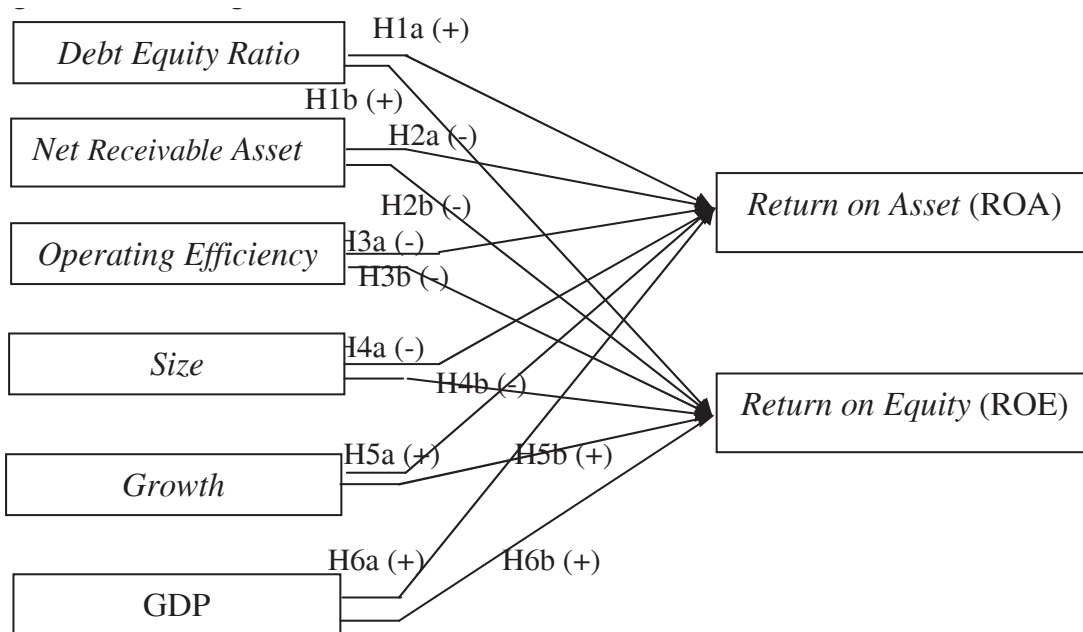 H1a (+)
Debt Equity Ratio
H1b (+)
H2a (-)
Net Receivable Asset
H2b (-)
Return on Asset (ROA)
H3a (-)
Operating Efficiency
H3b (-)
H4a (-)
Size
H4b (-)
Return on Equity (ROE)
H5a (+)
H5b (+)
Growth
H6a (+)
H6b (+)
GDP